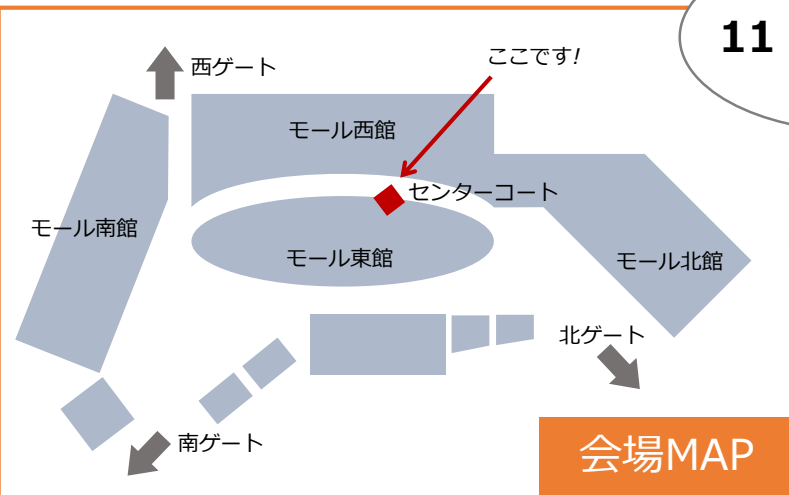 11
ここです!
西ゲート
モール西館
センターコート
モール南館
モール東館
モール北館
北ゲート
南ゲート
会場MAP